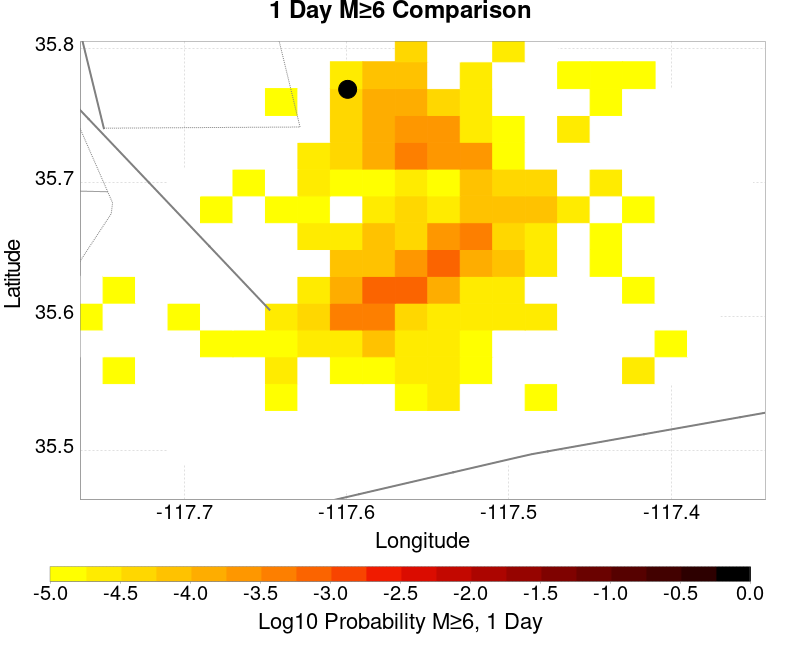 1 Day M≥6 Comparison
35.8
35.7
35.6
35.5
Latitude
-117.7 -117.6 -117.5 -117.4
Longitude
-5.0 -4.5 -4.0 -3.5 -3.0 -2.5 -2.0 -1.5 -1.0 -0.5 0.0
Log10 Probability M≥6, 1 Day